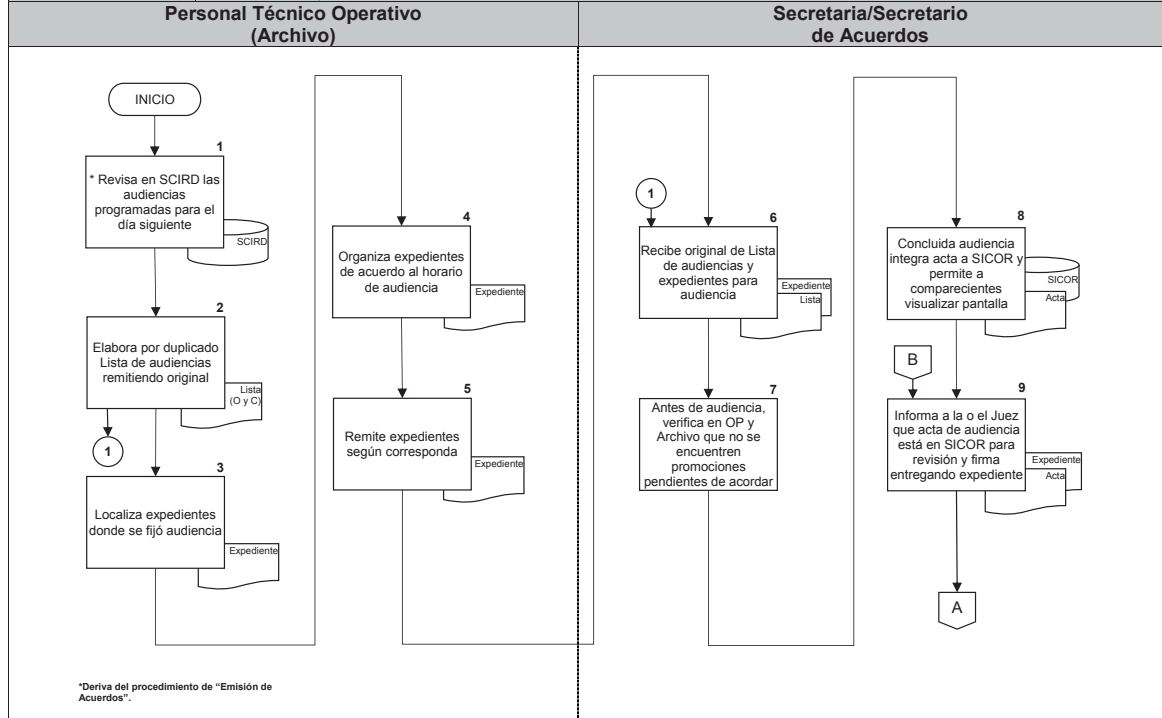 Personal Técnico Operativo
(Archivo)
Secretaria/Secretario
de Acuerdos
INICIO
1
* Revisa en SCIRD las
audiencias
programadas para el
día siguiente
SCIRD
2
Elabora por duplicado
Lista de audiencias
remitiendo original
Lista
(O y C)
1
3
Localiza expedientes
donde se fijó audiencia
Expediente
4
Organiza expedientes
de acuerdo al horario
de audiencia
Expediente
5
Remite expedientes
según corresponda
Expediente
1
6
Recibe original de Lista
de audiencias y
expedientes para
audiencia
Expediente
Lista
7
Antes de audiencia,
verifica en OP y
Archivo que no se
encuentren
promociones
pendientes de acordar
8
Concluida audiencia
integra acta a SICOR y
permite a
comparecientes
visualizar pantalla
SICOR
Acta
B
9
Informa a la o el Juez
que acta de audiencia
está en SICOR para
revisión y firma
entregando expediente
Expediente
Acta
A
*Deriva del procedimiento de “Emisión de
Acuerdos”.